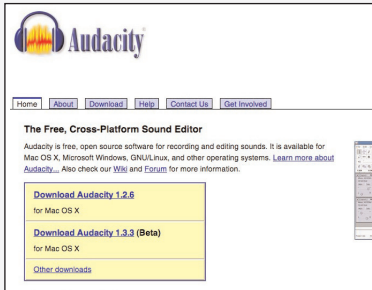 Audacity
Home About Download Help Contact Us Get Involved
The Free, Cross-Platform Sound Editor
Audacity is free, open source software for recording and editing sounds. It is available for
Mac OS X, Microsoft Windows, GNU/Linux, and other operating systems. Learn more about
Audacity... Also check our Wiki and Forum for more information.
Download Audacity 1.2.6
for Mac OS X
Download Audacity 1.3.3 (Beta)
for Mac OS X
Other downloads